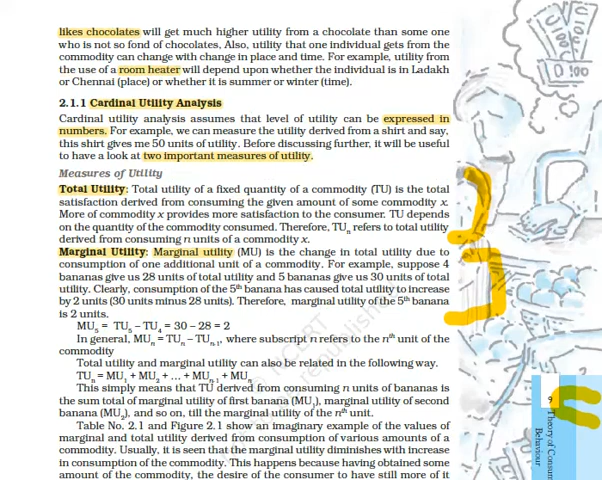 likes chocolates will get much higher utility from a chocolate than some one
who is not so fond of chocolates, Also, utility that one individual gets from the
commodity can change with change in place and time. For example, utility from
the use of a room heater will depend upon whether the individual is in Ladakh
or Chennai (place) or whether it is summer or winter (time).
2.1.1 Cardinal Utility Analysis
Cardinal utility analysis assumes that level of utility can be expressed in
numbers. For example, we can measure the utility derived from a shirt and say,
this shirt gives me 50 units of utility. Before discussing further, it will be useful
to have a look at two important measures of utility.
Measures of Utility
Total Utility: Total utility of a fixed quantity of a commodity (TU) is the total
satisfaction derived from consuming the given amount of some commodity x.
More of commodity x provides more satisfaction to the consumer. TU depends
on the quantity of the commodity consumed. Therefore, TUn refers to total utility
derived from consuming n units of a commodity x.
Marginal Utility: Marginal utility (MU) is the change in total utility due to
consumption of one additional unit of a commodity. For example, suppose 4
bananas give us 28 units of total utility and 5 bananas give us 30 units of total
utility. Clearly, consumption of the 5th banana has caused total utility to increase
by 2 units (30 units minus 28 units). Therefore, marginal utility of the 5th banana
is 2 units.
MU5 = TU5 – TU4 = 30 – 28 = 2
In general, MUn = TUn – TUn-1, where subscript n refers to the nth unit of the
commodity
Total utility and marginal utility can also be related in the following way.
TUn = MU1 + MU2 + … + MUn-1 + MUn
This simply means that TU derived from consuming n units of bananas is
the sum total of marginal utility of first banana (MU1), marginal utility of second
banana (MU2), and so on, till the marginal utility of the nth unit.
Table No. 2.1 and Figure 2.1 show an imaginary example of the values of
marginal and total utility derived from consumption of various amounts of a
commodity. Usually, it is seen that the marginal utility diminishes with increase
in consumption of the commodity. This happens because having obtained some
amount of the commodity, the desire of the consumer to have still more of it
9
Theory of Consum
Behaviour
100
NCERT
republished